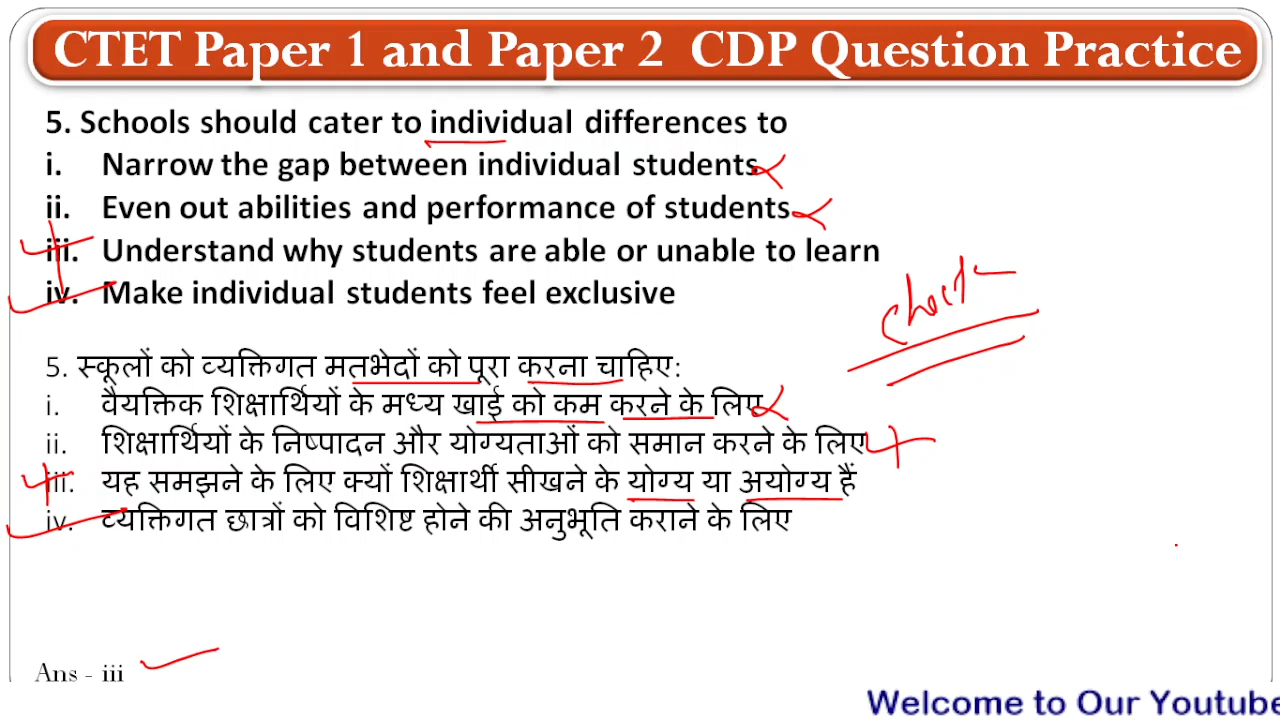 CTET Paper 1 and Paper 2 CDP Question Practice
5. Schools should cater to individual differences to
i. Narrow the gap between individual students
ii. Even out abilities and performance of students
iii. Understand why students are able or unable to learn
iv. Make individual students feel exclusive
5. स्कूलों को व्यक्तिगत मतभेदों को पूरा करना चाहिए:
i. वैयक्तिक शिक्षार्थियों के मध्य खाई को कम करने के लिए
ii. शिक्षार्थियों के निष्पादन और योग्यताओं को समान करने के लिए
iii. यह समझने के लिए क्यों शिक्षार्थी सीखने के योग्य या अयोग्य हैं
iv. व्यक्तिगत छात्रों को विशिष्ट होने की अनुभूति कराने के लिए
Ans - iii
Welcome to Our Youtube